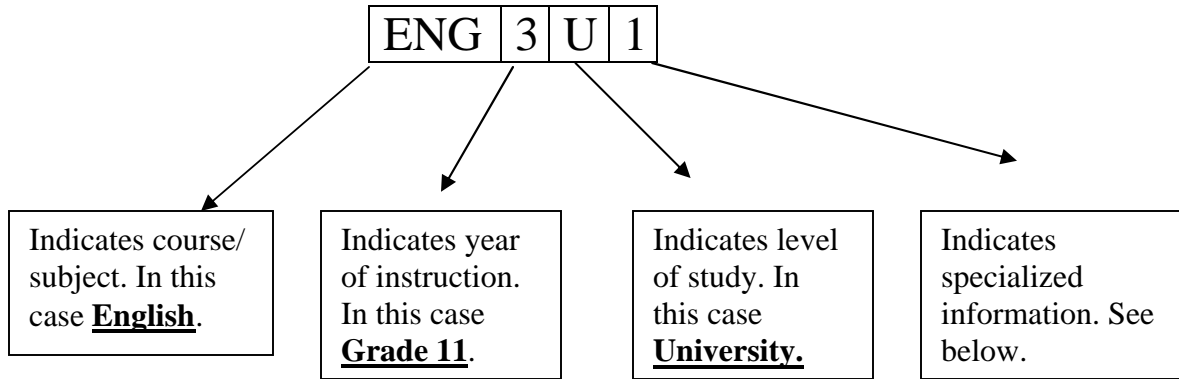 ENG 3 U 1
Indicates course/
subject. In this
case English.
Indicates year
of instruction.
In this case
Grade 11.
Indicates level
of study. In
this case
University.
Indicates
specialized
information. See
below.